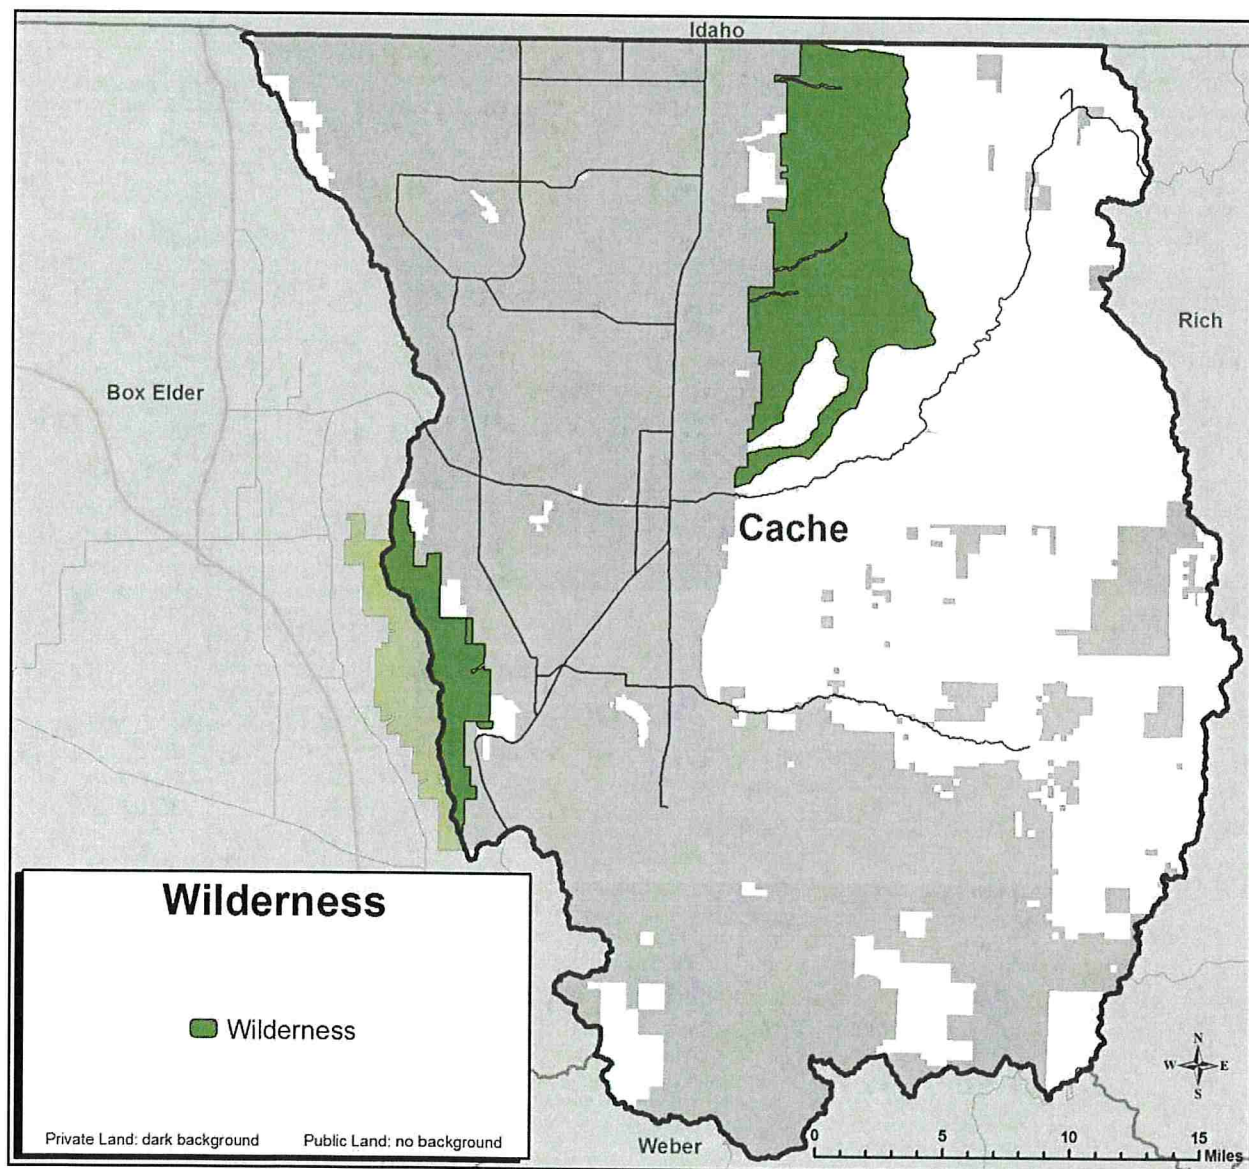 Idaho
Rich
Box Elder
Cache
Wilderness
Wilderness
Private Land: dark background
Public Land: no background
Weber
N
W
E
S
0 5 10 15
Miles